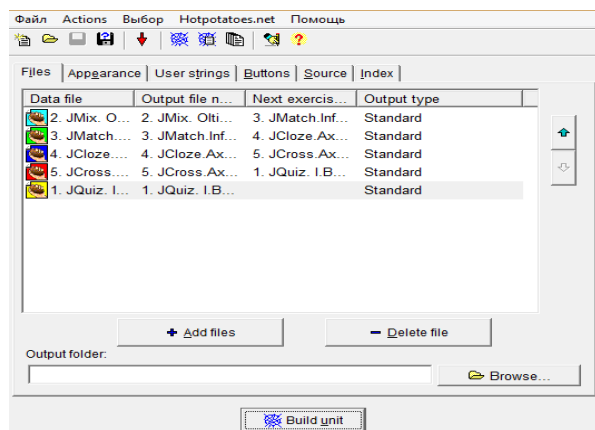 Файл Actions Выбор Hotpotatoes.net Помощь
Files Appearance User strings Buttons Source Index
Data file Output file n... Next exercis... Output type
2. JMix. O... 2. JMix. Olti... 3. JMatch.Inf... Standard
3. JMatch... 3. JMatch.Inf... 4. JCloze.Ax... Standard
4. JCloze.... 4. JCloze.Ax... 5. JCross.Ax... Standard
5. JCross.... 5. JCross.Ax... 1. JQuiz. I.B... Standard
1. JQuiz. I... 1. JQuiz. I.B... Standard
Add files Delete file
Output folder:
Browse...
Build unit